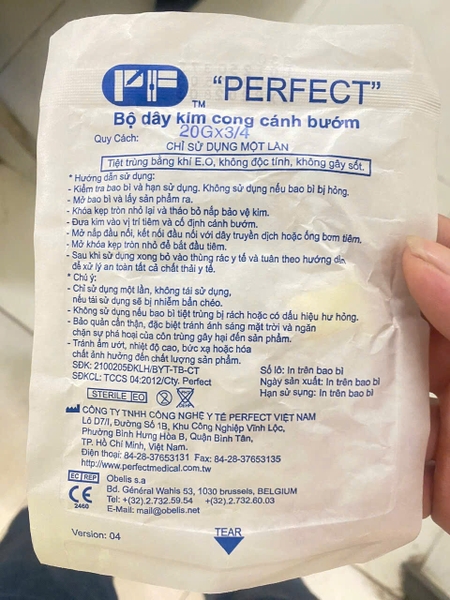 PF TM "PERFECT"
Bộ dây kim cong cánh bướm
Quy Cách: 20Gx3/4
CHỈ SỬ DỤNG MỘT LẦN
Tiệt trùng bằng khí E.O, không độc tính, không gây sốt.
* Hướng dẫn sử dụng:
- Kiểm tra bao bì và hạn sử dụng. Không sử dụng nếu bao bì bị hỏng.
- Mở bao bì và lấy sản phẩm ra.
- Khóa kẹp tròn nhỏ lại và tháo bỏ nắp bảo vệ kim.
- Đưa kim vào vị trí tiêm và cố định cánh bướm.
- Mở nắp đầu nối, kết nối đầu nối với dây truyền dịch hoặc ống bơm tiêm.
- Mở khóa kẹp tròn nhỏ để bắt đầu tiêm.
- Sau khi sử dụng xong bỏ vào thùng rác y tế và tuân theo hướng dẫn
để xử lý an toàn tất cả chất thải y tế.
* Chú ý:
- Chỉ sử dụng một lần, không tái sử dụng,
nếu tái sử dụng sẽ bị nhiễm bẩn chéo.
- Không sử dụng nếu bao bì tiệt trùng bị rách hoặc có dấu hiệu hư hỏng.
- Bảo quản cẩn thận, đặc biệt tránh ánh sáng mặt trời và ngăn
chặn sự phá hoại của côn trùng gây hại đến sản phẩm.
- Tránh ẩm ướt, nhiệt độ cao, bức xạ hoặc hóa
chất ảnh hưởng đến chất lượng sản phẩm.
SĐK: 2100205ĐKLH/BYT-TB-CT
SĐKCL: TCCS 04:2012/Cty. Perfect
Số lô: In trên bao bì
Ngày sản xuất: In trên bao bì
Hạn sử dụng: In trên bao bì
STERILE EO
CÔNG TY TNHH CÔNG NGHỆ Y TẾ PERFECT VIỆT NAM
Lô D7/I, Đường Số 1B, Khu Công Nghiệp Vĩnh Lộc,
Phường Bình Hưng Hòa B, Quận Bình Tân,
TP. Hồ Chí Minh, Việt Nam.
Điện thoại: 84-28-37653131 Fax: 84-28-37653135
http://www.perfectmedical.com.tw
EC REP Obelis s.a
Bd. Général Wahis 53, 1030 brussels, BELGIUM
Tel: +(32).2.732.59.54 +(32).2.732.60.03
E-Mail: mail@obelis.net
CE 2460
Version: 04
TEAR